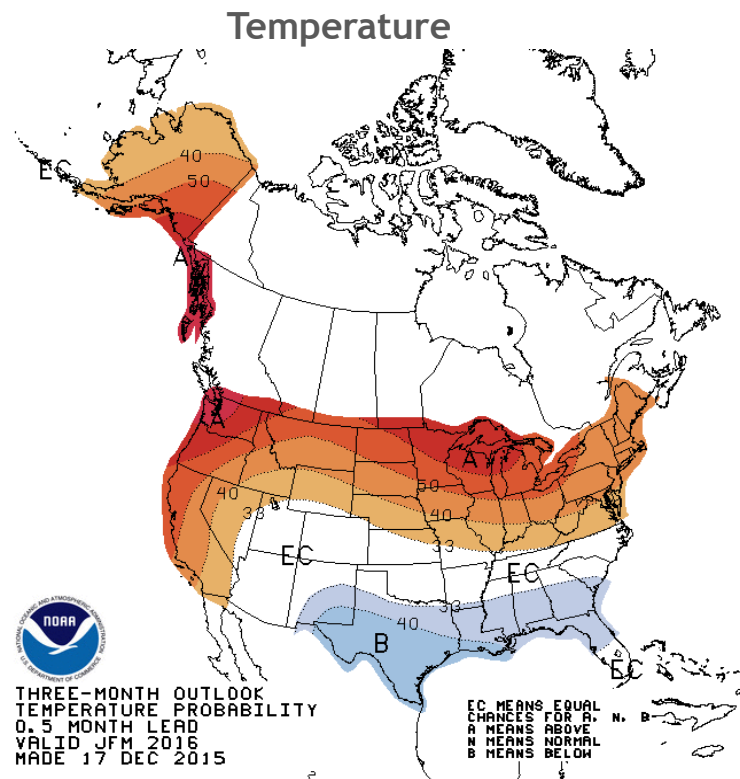 Temperature
EC
40
50
A
A
A
50
40
40
33
33
EC
EC
33
40
B
EC
NATIONAL OCEANIC AND ATMOSPHERIC ADMINISTRATION
NOAA
U.S. DEPARTMENT OF COMMERCE
THREE-MONTH OUTLOOK
TEMPERATURE PROBABILITY
0.5 MONTH LEAD
VALID JFM 2016
MADE 17 DEC 2015
EC MEANS EQUAL
CHANCES FOR A, N, B
A MEANS ABOVE
N MEANS NORMAL
B MEANS BELOW